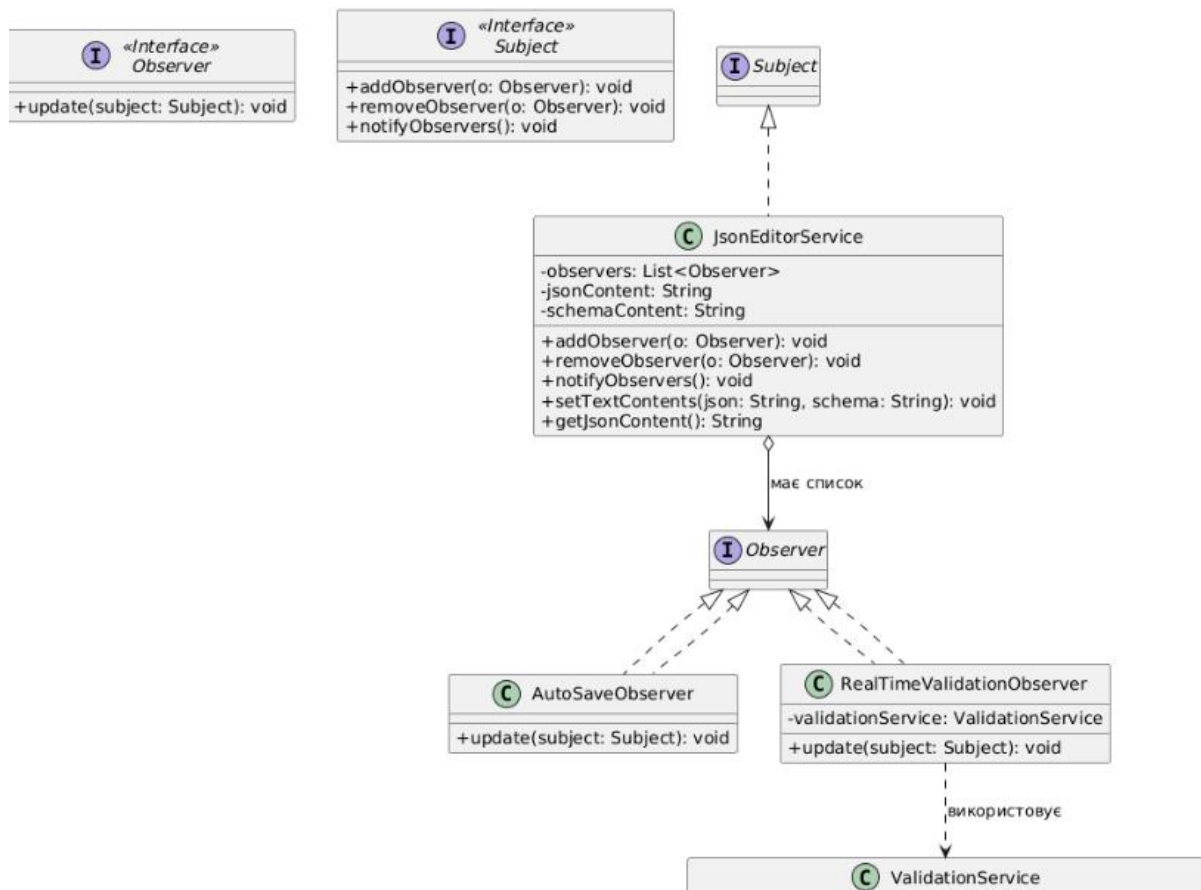 I «Interface»
Observer
+update(subject: Subject): void
I «Interface»
Subject
+addObserver(o: Observer): void
+removeObserver(o: Observer): void
+notifyObservers(): void
I Subject
C JsonEditorService
-observers: List<Observer>
-jsonContent: String
-schemaContent: String
+addObserver(o: Observer): void
+removeObserver(o: Observer): void
+notifyObservers(): void
+setTextContents(json: String, schema: String): void
+getJsonContent(): String
має список
I Observer
C AutoSaveObserver
+update(subject: Subject): void
C RealTimeValidationObserver
-validationService: ValidationService
+update(subject: Subject): void
використовує
C ValidationService